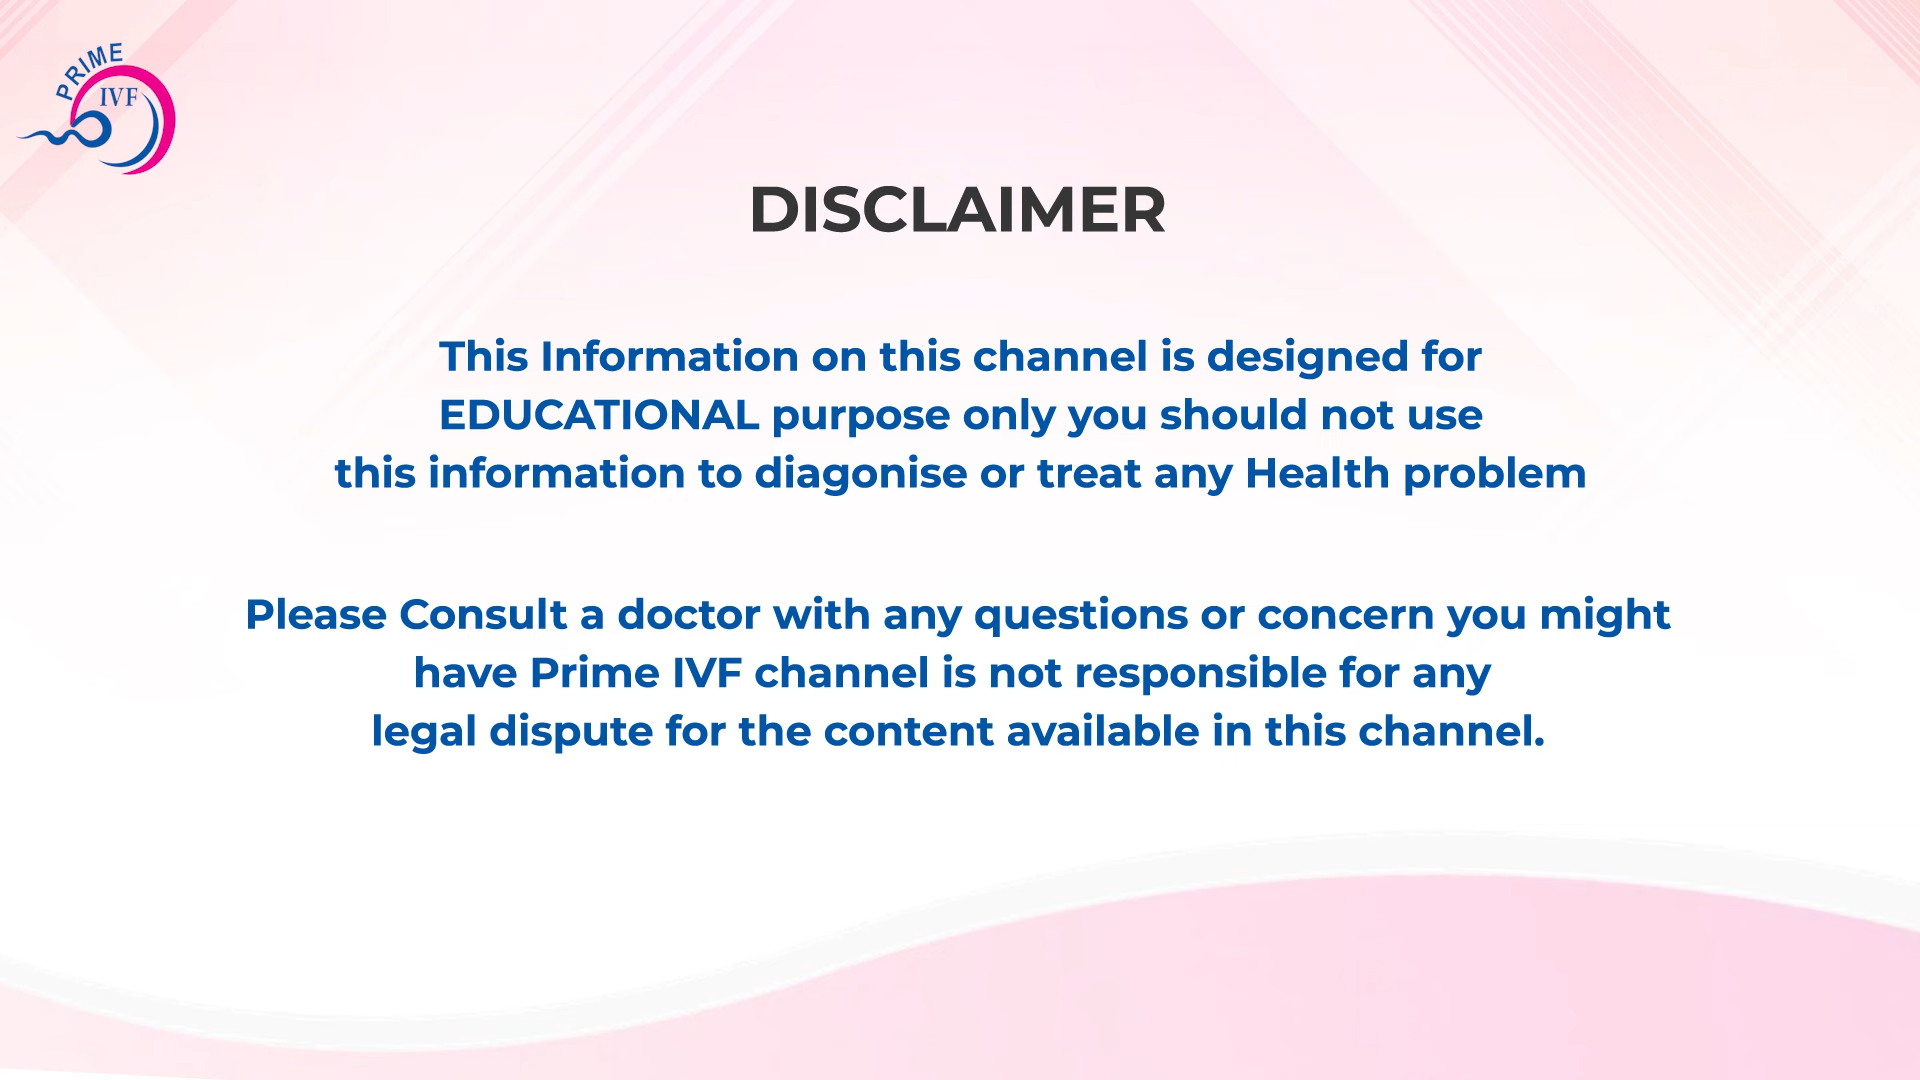 PRIME
IVF
DISCLAIMER
This Information on this channel is designed for
EDUCATIONAL purpose only you should not use
this information to diagonise or treat any Health problem
Please Consult a doctor with any questions or concern you might
have Prime IVF channel is not responsible for any
legal dispute for the content available in this channel.